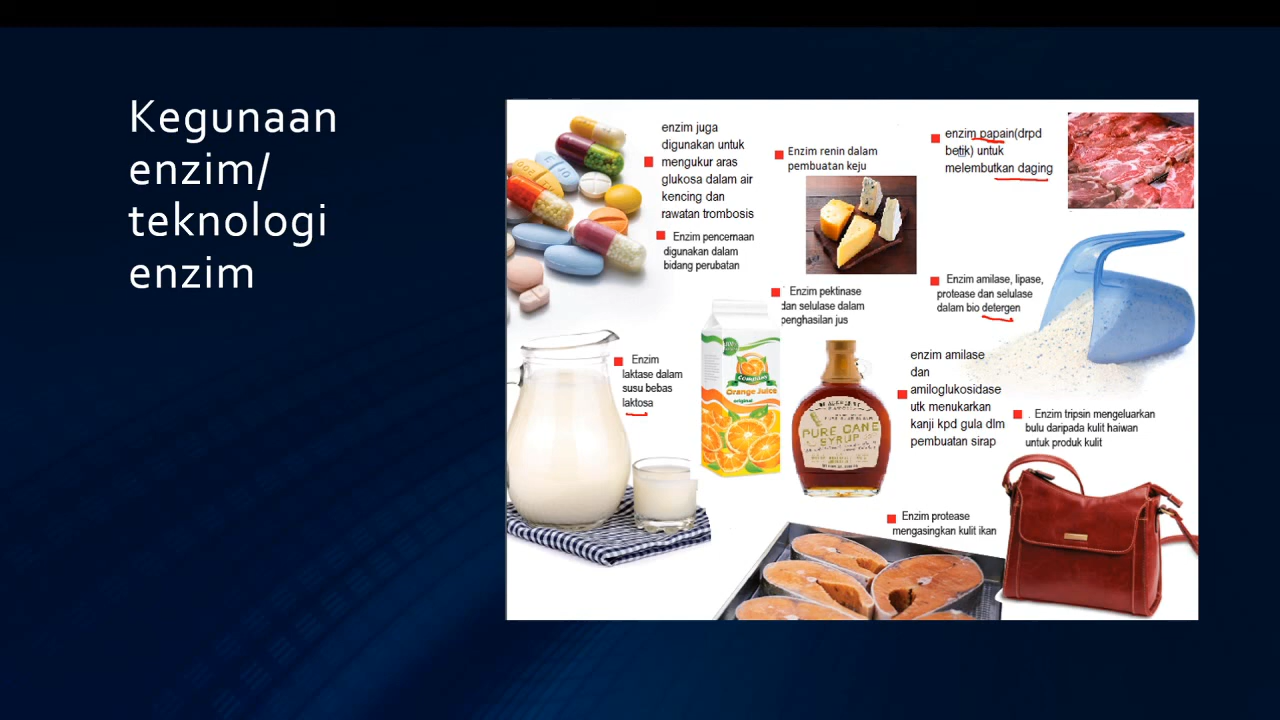 Kegunaan
enzim/
teknologi
enzim
enzim juga
digunakan untuk
mengukur aras
glukosa dalam air
kencing dan
rawatan trombosis
Enzim pencernaan
digunakan dalam
bidang perubatan
Enzim renin dalam
pembuatan keju
enzim papain(drpd
betik) untuk
melembutkan daging
Enzim pektinase
dan selulase dalam
penghasilan jus
Enzim amilase, lipase,
protease dan selulase
dalam bio detergen
Enzim
laktase dalam
susu bebas
laktosa
Orange Juice
original
PURE CANE
SYRUP
enzim amilase
dan
amiloglukosidase
utk menukarkan
kanji kpd gula dlm
pembuatan sirap
Enzim tripsin mengeluarkan
bulu daripada kulit haiwan
untuk produk kulit
Enzim protease
mengasingkan kulit ikan